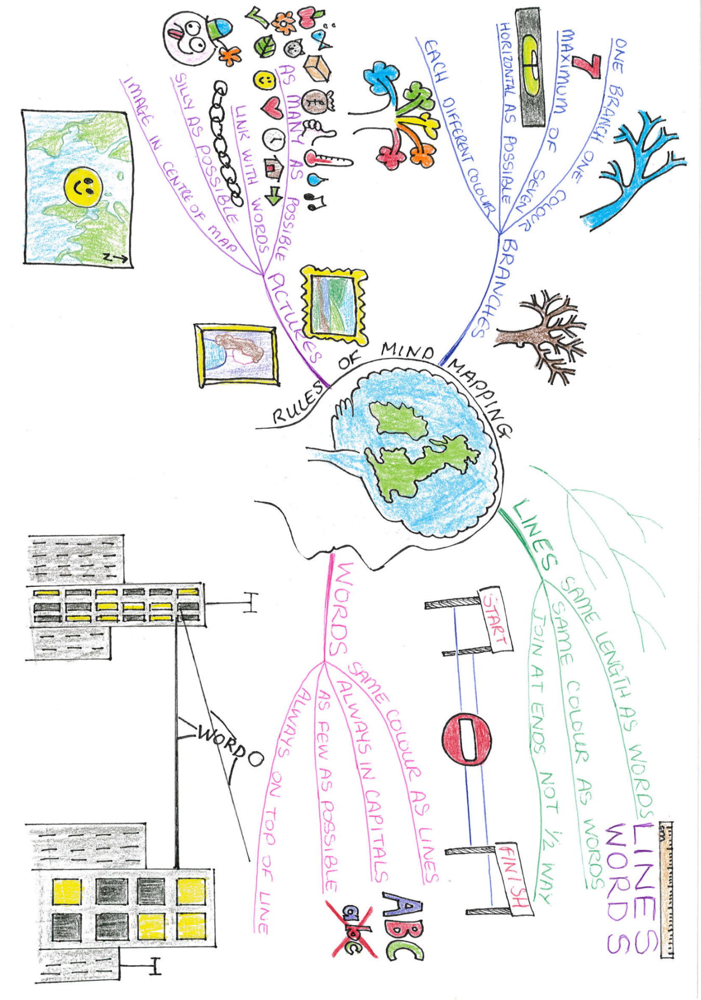 RULES OF MIND MAPPING
LINES
SAME LENGTH AS WORDS
SAME COLOUR AS WORDS
JOIN AT ENDS NOT 1/2 WAY
cm
LINES
WORDS
START
FINISH
WORDS
SAME COLOUR AS LINES
ALWAYS IN CAPITALS
AS FEW AS POSSIBLE
ALWAYS ON TOP OF LINE
ABC
abc
WORD
PICTURES
AS MANY AS POSSIBLE
LINK WITH WORDS
SILLY AS POSSIBLE
IMAGE IN CENTRE OF MAP
N
BRANCHES
ONE BRANCH ONE COLOUR
MAXIMUM OF SEVEN
7
HORIZONTAL AS POSSIBLE
EACH DIFFERENT COLOUR